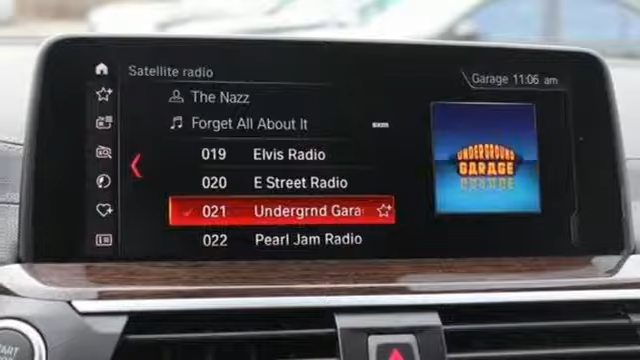 Satellite radio
Garage 11:06 am
The Nazz
Forget All About It
019 Elvis Radio
020 E Street Radio
021 Undergrnd Gara
022 Pearl Jam Radio
UNDERGROUND
GARAGE
START